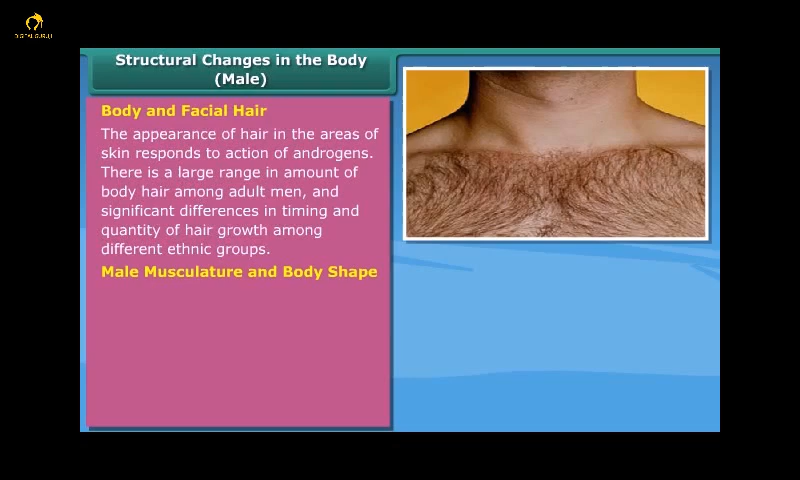 DIGITAL GURUJI
Structural Changes in the Body
(Male)
Body and Facial Hair
The appearance of hair in the areas of
skin responds to action of androgens.
There is a large range in amount of
body hair among adult men, and
significant differences in timing and
quantity of hair growth among
different ethnic groups.
Male Musculature and Body Shape